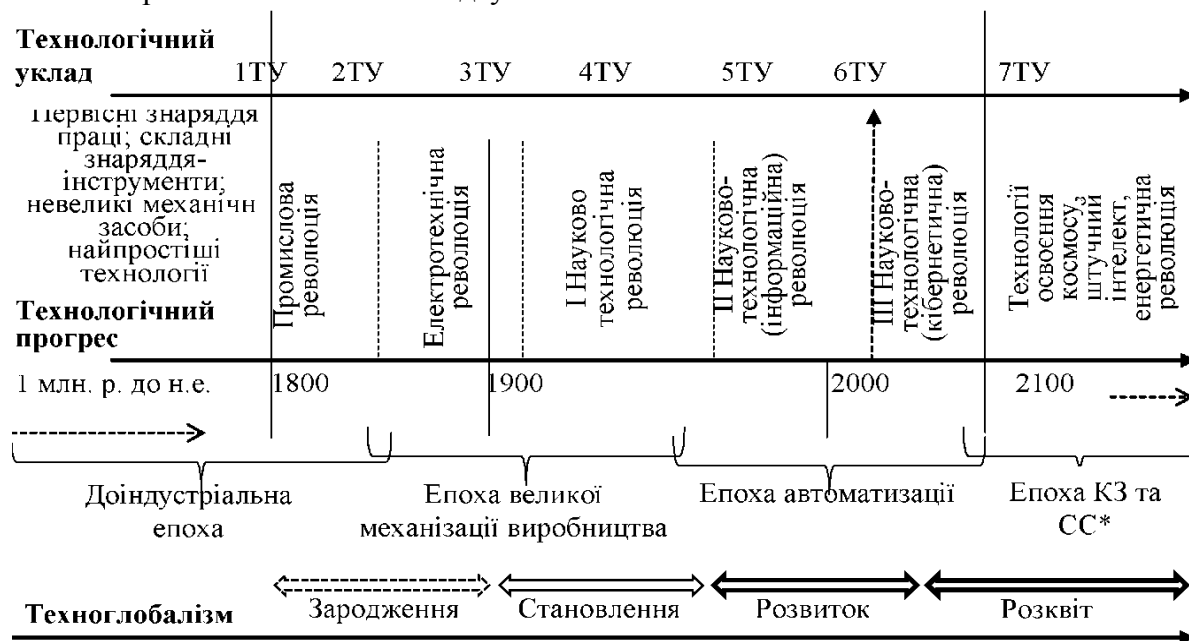 Технологічний
уклад
1ТУ 2ТУ 3ТУ 4ТУ 5ТУ 6ТУ 7ТУ
Первісні знаряддя
праці; складні
знаряддя-
інструменти;
невеликі механічн
засоби;
найпростіші
технології
Промислова
революція
Електротехнічна
революція
І Науково
технологічна
революція
ІІ Науково-
технологічна
(інформаційна)
революція
ІІІ Науково-
технологічна
(кібернетична)
революція
Технології
освоєння
космосу,
штучний
інтелект,
енергетична
революція
Технологічний
прогрес
1 млн. р. до н.е. 1800 1900 2000 2100
Доіндустріальна
епоха
Епоха великої
механізації виробництва
Епоха автоматизації
Епоха КЗ та
СС*
Техноглобалізм
Зародження Становлення Розвиток Розквіт